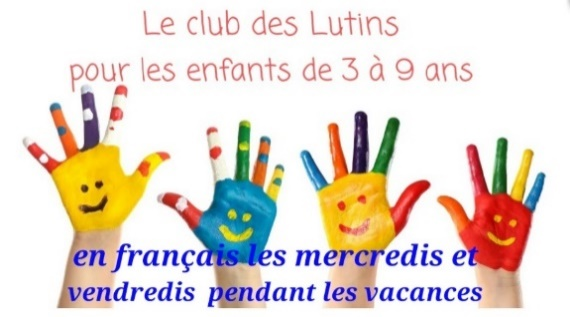 Le club des Lutins
pour les enfants de 3 à 9 ans
en français les mercredis et
vendredis pendant les vacances